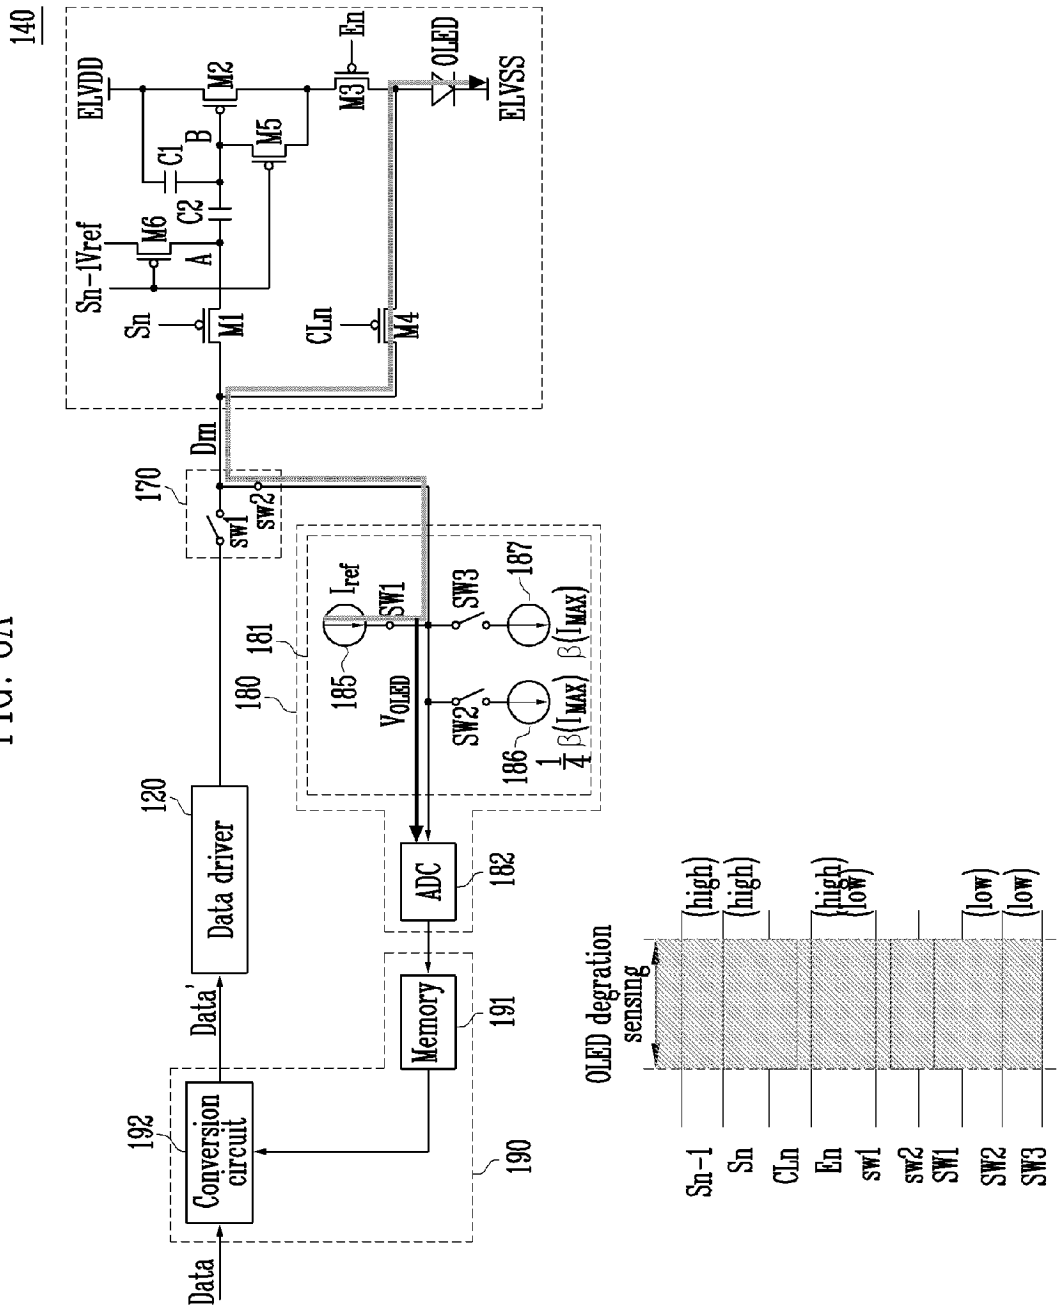 FIG. 6A
140
ELVDD
M2
B
C1
C2
M5
M6
A
Sn-1
Vref
Sn
M1
En
M3
OLED
ELVSS
CLn
M4
Dm
170
sw1
sw2
180
181
185
Iref
SW1
SW3
187
β(IMAX)
VOLED
SW2
186
1/4 β(IMAX)
120
Data driver
ADC
182
Data'
Memory
191
192
Conversion
circuit
190
Data
OLED degration
sensing
Sn-1 (high)
Sn (high)
CLn
En (high)
sw1 (low)
sw2
SW1
SW2 (low)
SW3 (low)